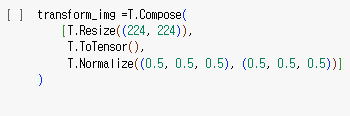 [ ] transform_img =T.Compose(
[T.Resize((224, 224)),
T.ToTensor(),
T.Normalize((0.5, 0.5, 0.5), (0.5, 0.5, 0.5))]
)